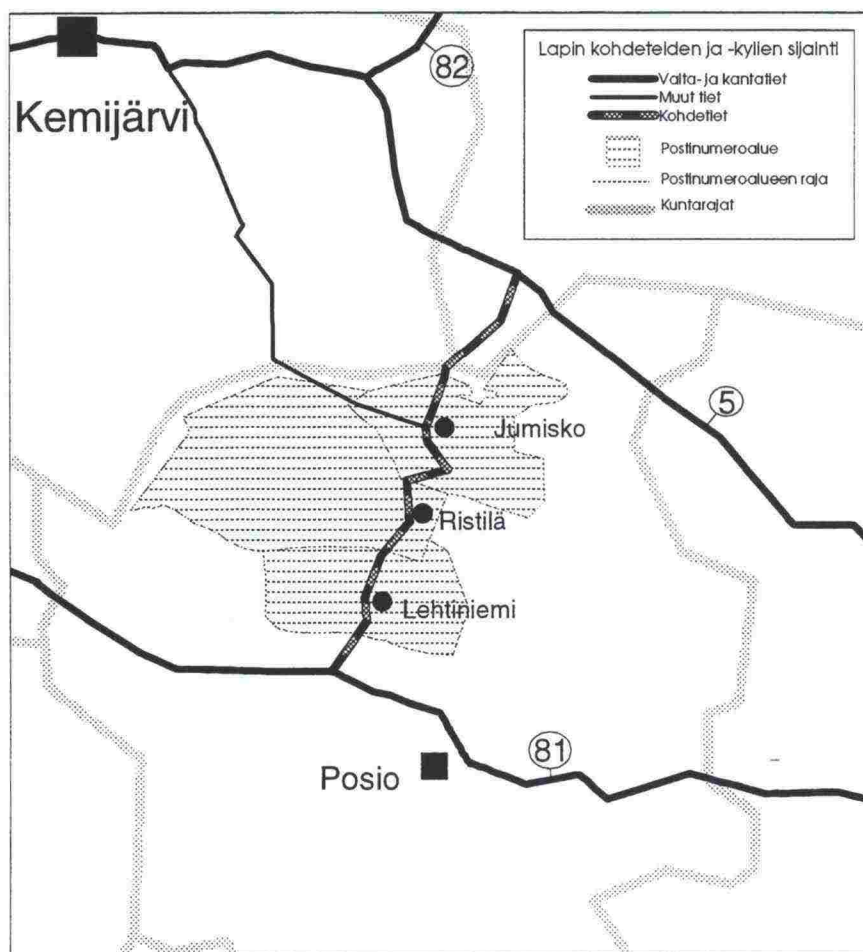 Lapin kohdeteiden ja -kylien sijainti
Valta- ja kantatiet
Muut tiet
Kohdetiet
Postinumeroalue
Postinumeroalueen raja
Kuntarajat
82
Kemijärvi
5
Jumisko
Ristilä
Lehtiniemi
81
Posio